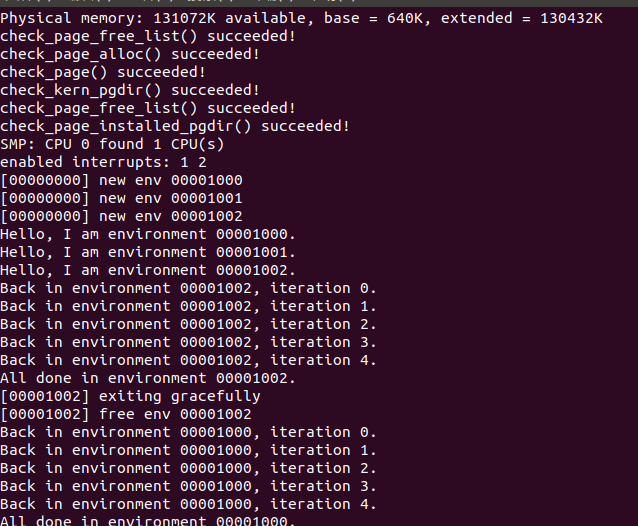 Physical memory: 131072K available, base = 640K, extended = 130432K
check_page_free_list() succeeded!
check_page_alloc() succeeded!
check_page() succeeded!
check_kern_pgdir() succeeded!
check_page_free_list() succeeded!
check_page_installed_pgdir() succeeded!
SMP: CPU 0 found 1 CPU(s)
enabled interrupts: 1 2
[00000000] new env 00001000
[00000000] new env 00001001
[00000000] new env 00001002
Hello, I am environment 00001000.
Hello, I am environment 00001001.
Hello, I am environment 00001002.
Back in environment 00001002, iteration 0.
Back in environment 00001002, iteration 1.
Back in environment 00001002, iteration 2.
Back in environment 00001002, iteration 3.
Back in environment 00001002, iteration 4.
All done in environment 00001002.
[00001002] exiting gracefully
[00001002] free env 00001002
Back in environment 00001000, iteration 0.
Back in environment 00001000, iteration 1.
Back in environment 00001000, iteration 2.
Back in environment 00001000, iteration 3.
Back in environment 00001000, iteration 4.
All done in environment 00001000.